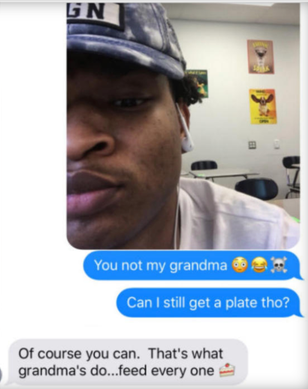 GN
You not my grandma 😳😂☠️
Can I still get a plate tho?
Of course you can. That's what
grandma's do...feed every one 🍰